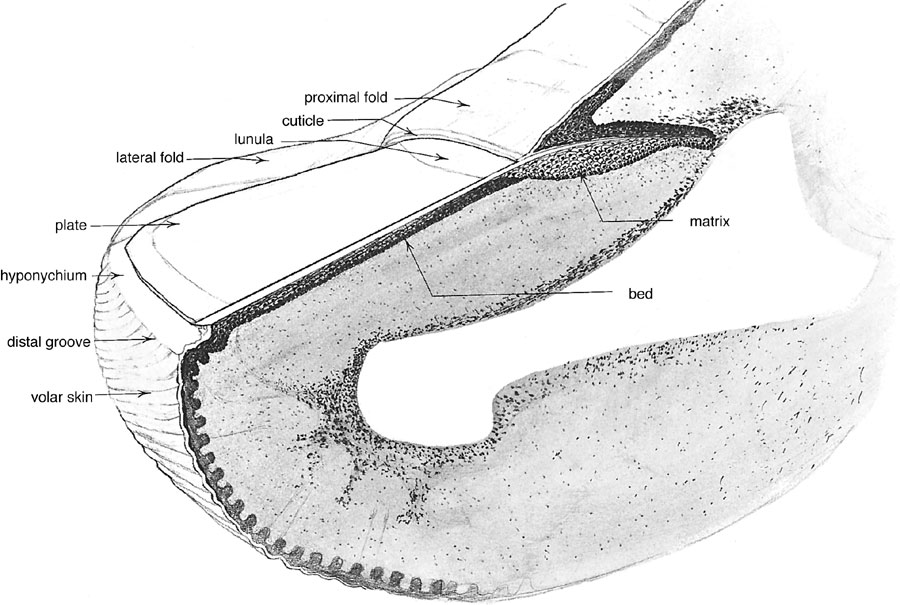 proximal fold
cuticle
lunula
lateral fold
plate
matrix
hyponychium
bed
distal groove
volar skin